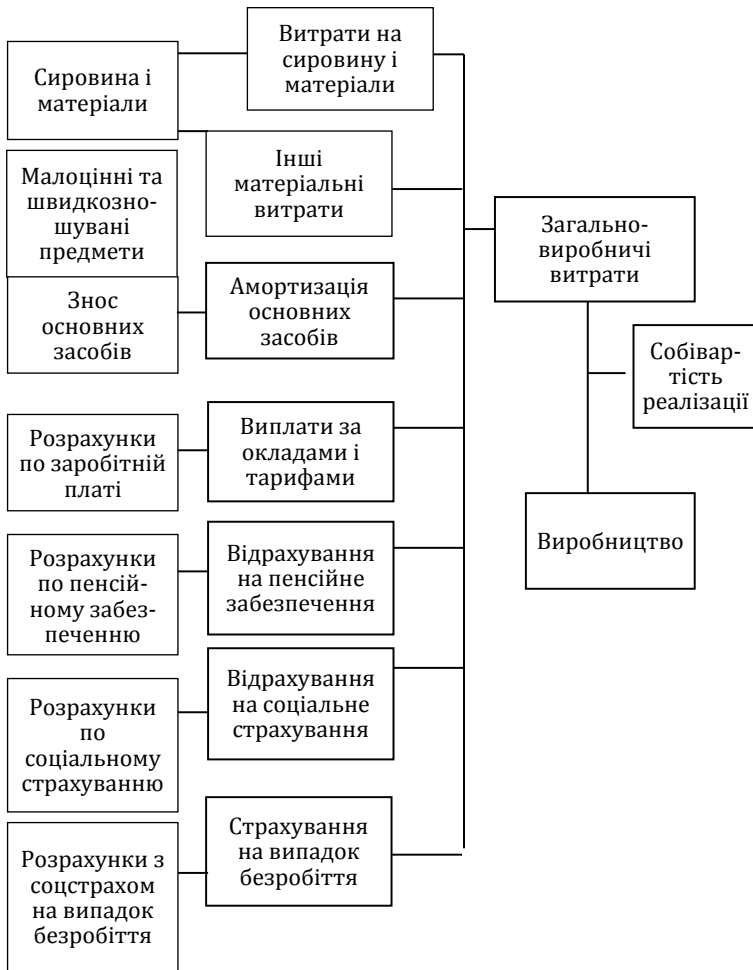 Сировина і
матеріали
Витрати на
сировину і
матеріали
Малоцінні та
швидкозно-
шувані
предмети
Інші
матеріальні
витрати
Знос
основних
засобів
Амортизація
основних
засобів
Розрахунки
по заробітній
платі
Виплати за
окладами і
тарифами
Розрахунки
по пенсій-
ному забез-
печенню
Відрахування
на пенсійне
забезпечення
Розрахунки
по
соціальному
страхуванню
Відрахування
на соціальне
страхування
Розрахунки з
соцстрахом
на випадок
безробіття
Страхування
на випадок
безробіття
Загально-
виробничі
витрати
Собівар-
тість
реалізації
Виробництво